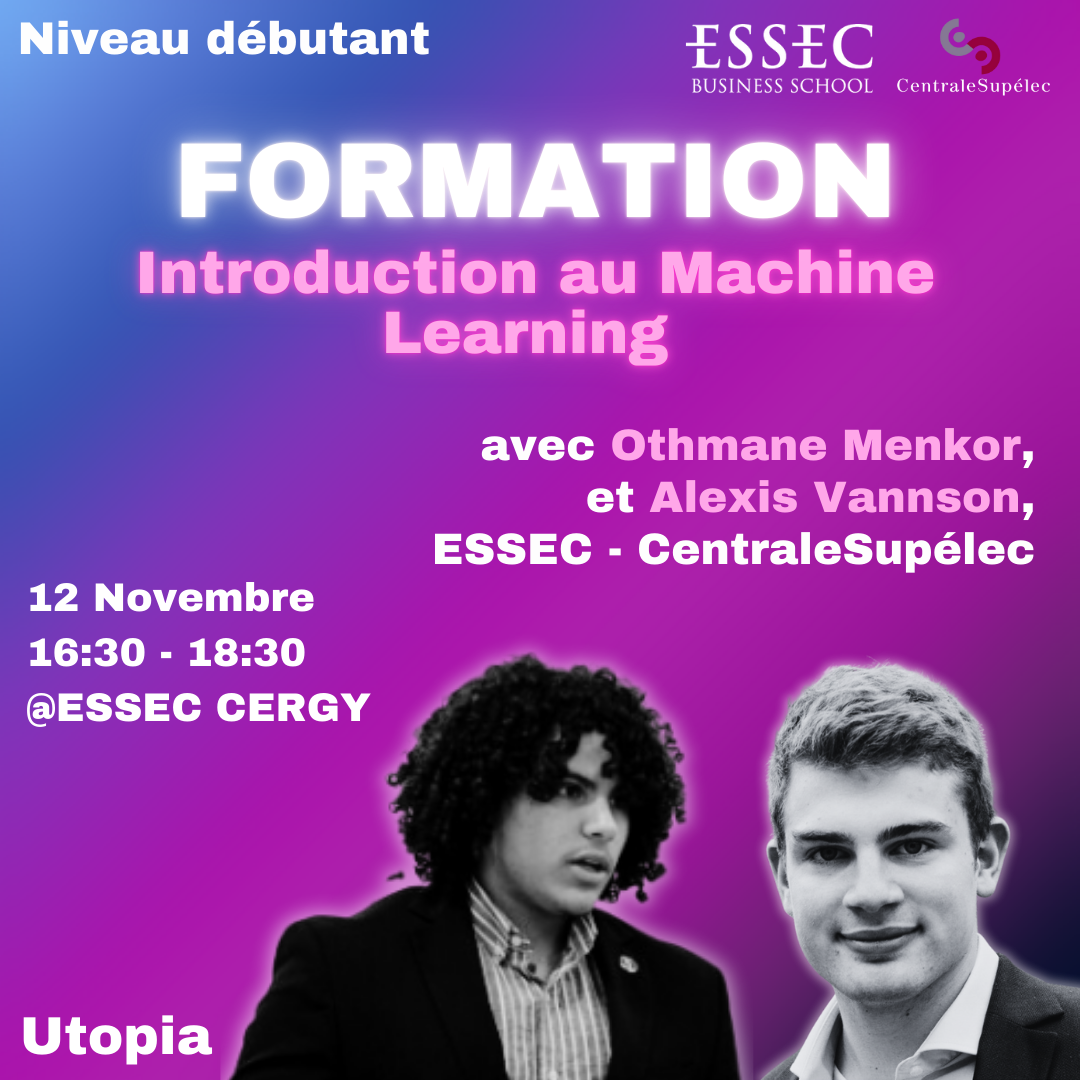 Niveau débutant
ESSEC
BUSINESS SCHOOL
CentraleSupélec
FORMATION
Introduction au Machine
Learning
avec Othmane Menkor,
et Alexis Vannson,
ESSEC - CentraleSupélec
12 Novembre
16:30 - 18:30
@ESSEC CERGY
Utopia